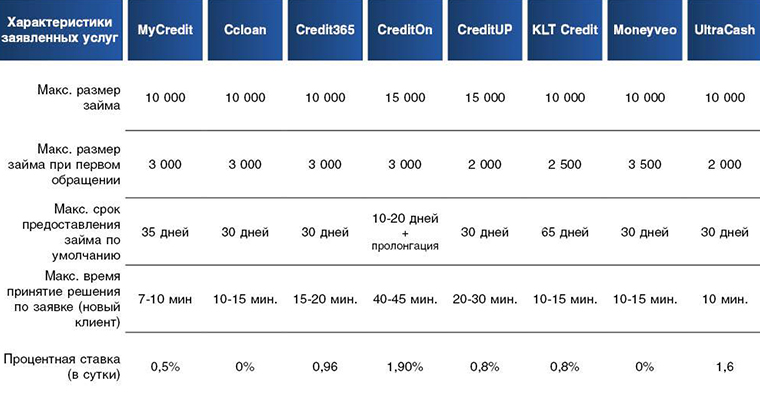 Характеристики
заявленных услуг
MyCredit
Ccloan
Credit365
CreditOn
CreditUP
KLT Credit
Moneyveo
UltraCash
Макс. размер
займа
10 000
10 000
10 000
15 000
15 000
10 000
10 000
10 000
Макс. размер
займа при первом
обращении
3 000
3 000
3 000
3 000
2 000
2 500
3 500
2 000
Макс. срок
предоставления
займа по
умолчанию
35 дней
30 дней
30 дней
10-20 дней
+
пролонгация
30 дней
65 дней
30 дней
30 дней
Макс. время
принятие решения
по заявке (новый
клиент)
7-10 мин
10-15 мин.
15-20 мин.
40-45 мин.
20-30 мин.
10-15 мин.
10-15 мин.
10 мин.
Процентная ставка
(в сутки)
0,5%
0%
0,96
1,90%
0,8%
0,8%
0%
1,6